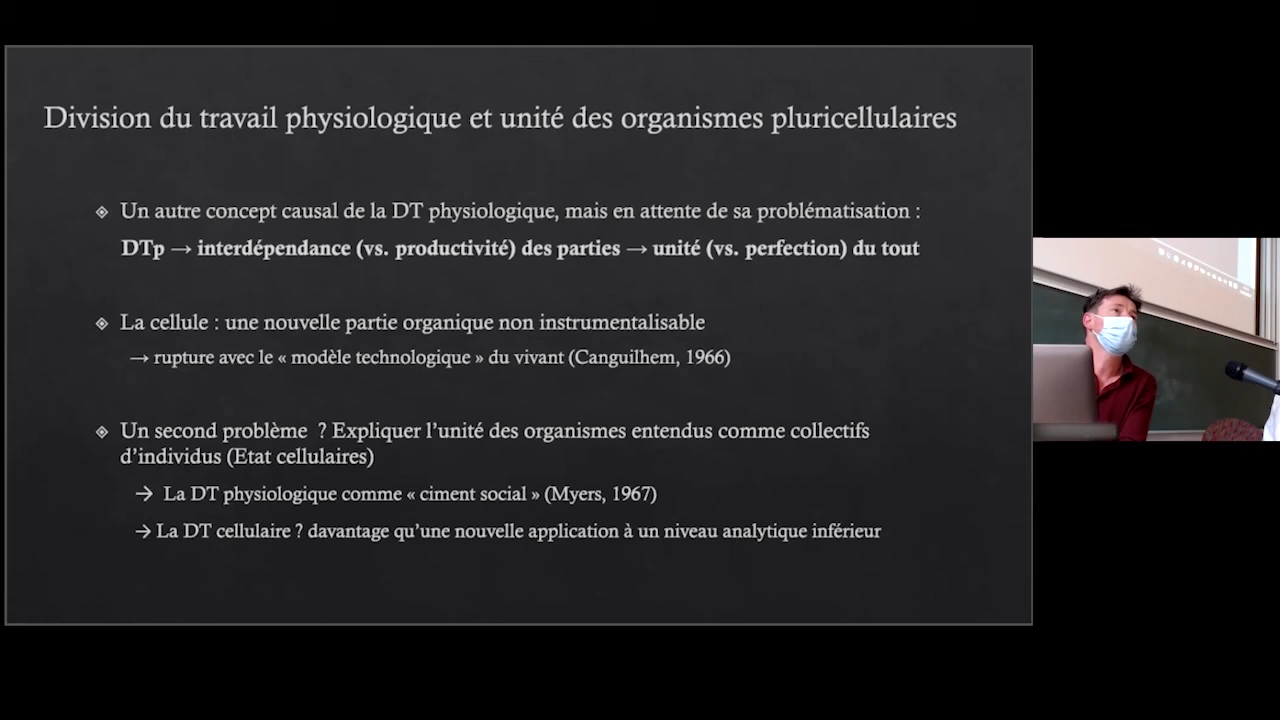 Division du travail physiologique et unité des organismes pluricellulaires
Un autre concept causal de la DT physiologique, mais en attente de sa problématisation :
DTp → interdépendance (vs. productivité) des parties → unité (vs. perfection) du tout
La cellule : une nouvelle partie organique non instrumentalisable
→ rupture avec le « modèle technologique » du vivant (Canguilhem, 1966)
Un second problème ? Expliquer l'unité des organismes entendus comme collectifs
d'individus (Etat cellulaires)
→ La DT physiologique comme « ciment social » (Myers, 1967)
→ La DT cellulaire ? davantage qu'une nouvelle application à un niveau analytique inférieur